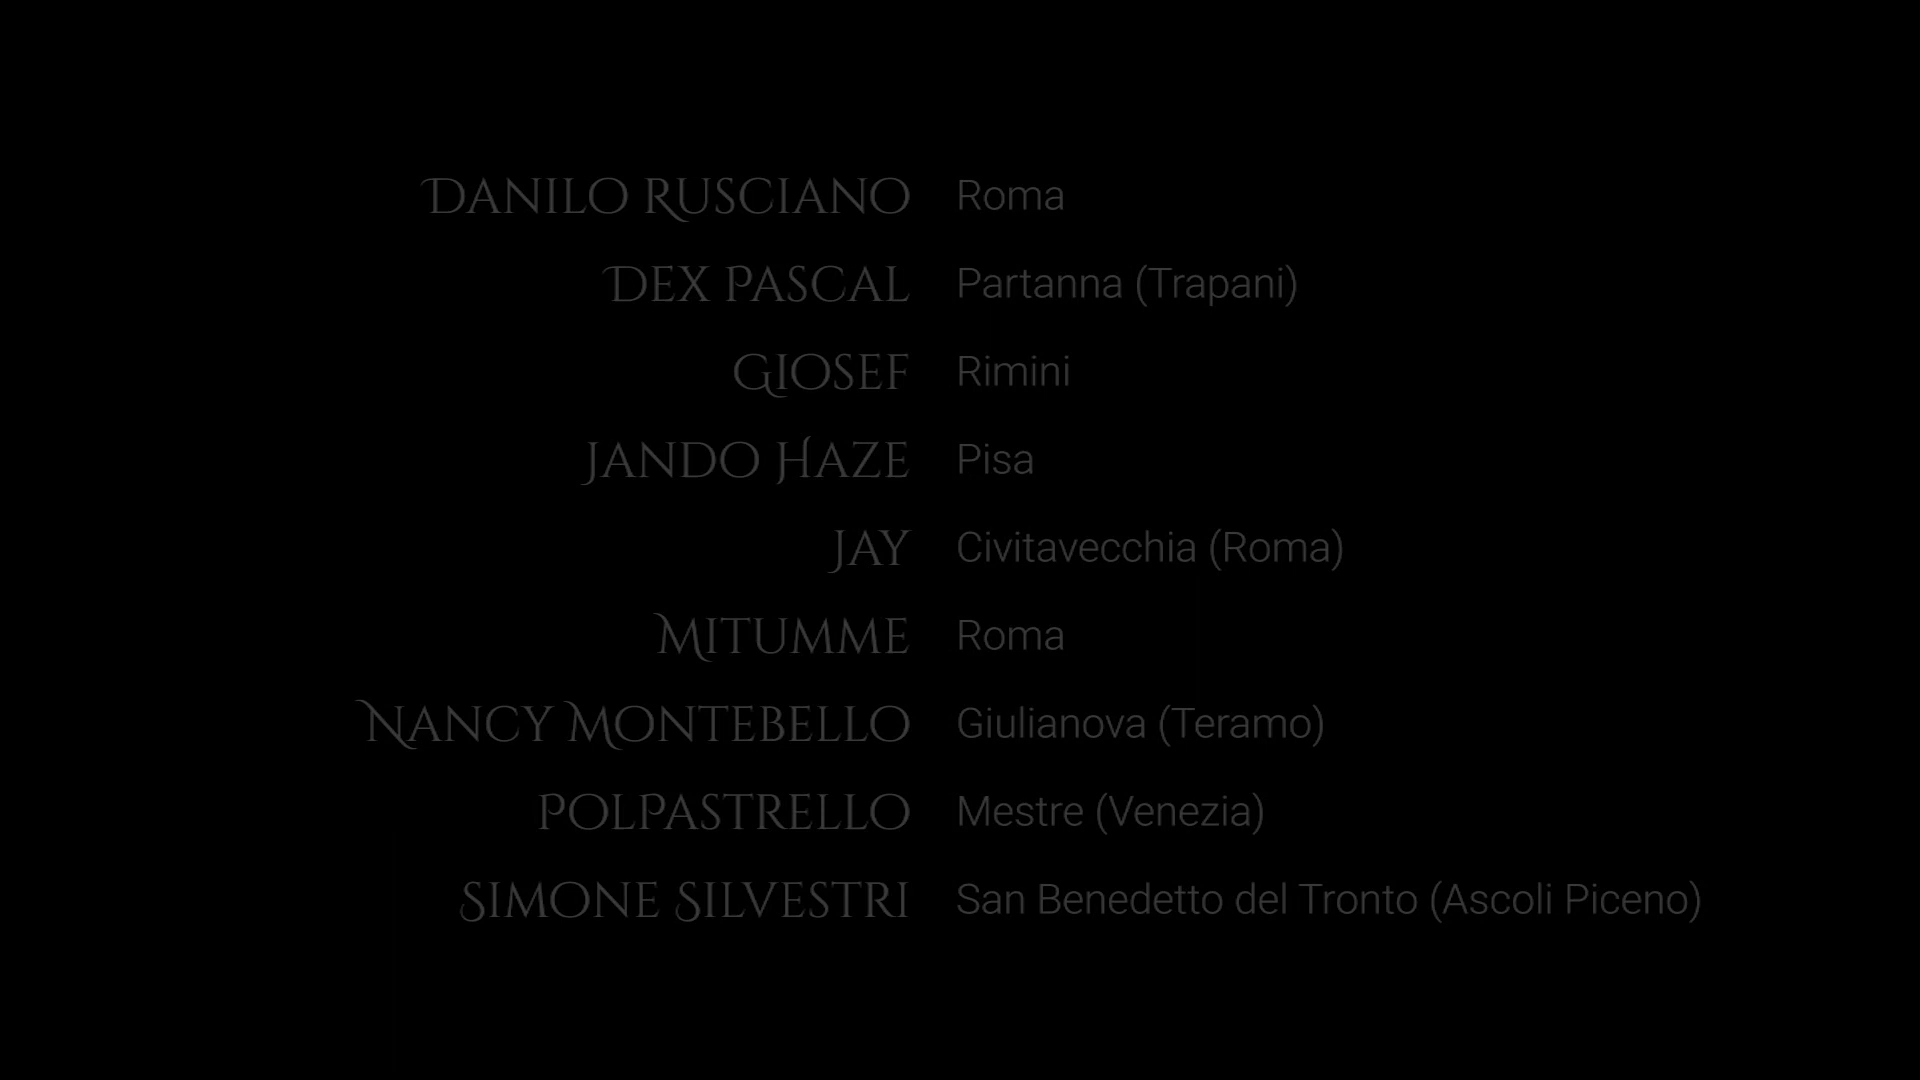 Danilo Rusciano Roma
Dex Pascal Partanna (Trapani)
Giosef Rimini
Jando Haze Pisa
Jay Civitavecchia (Roma)
Mitumme Roma
Nancy Montebello Giulianova (Teramo)
PolPastrello Mestre (Venezia)
Simone Silvestri San Benedetto del Tronto (Ascoli Piceno)